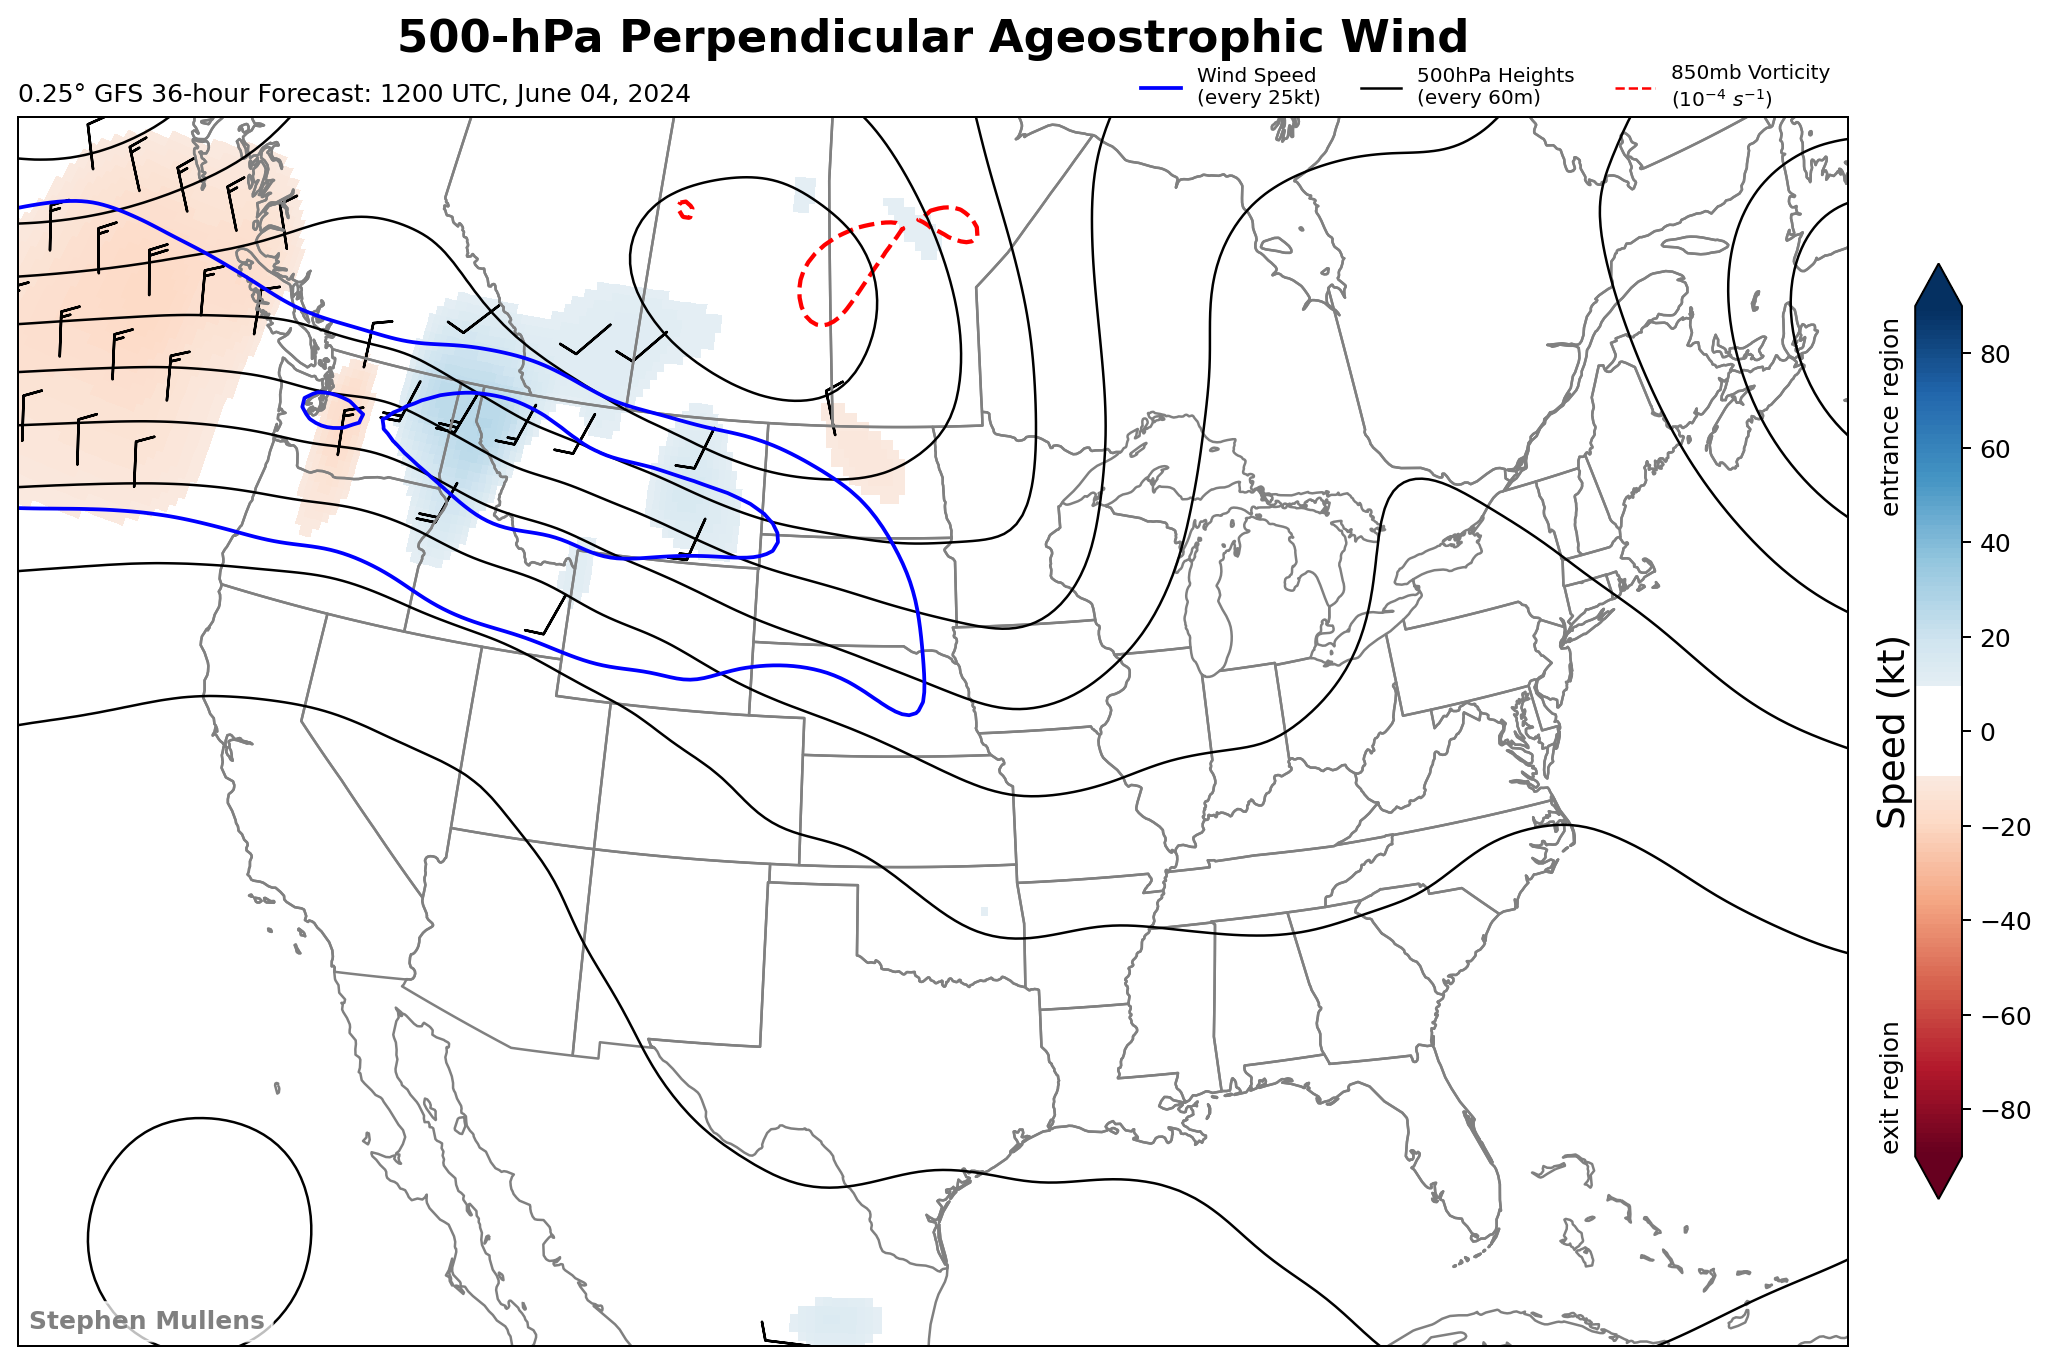 500-hPa Perpendicular Ageostrophic Wind
0.25° GFS 36-hour Forecast: 1200 UTC, June 04, 2024
Wind Speed
(every 25kt)
500hPa Heights
(every 60m)
850mb Vorticity
(10⁻⁴ s⁻¹)
entrance region
Speed (kt)
exit region
80
60
40
20
0
−20
−40
−60
−80
Stephen Mullens